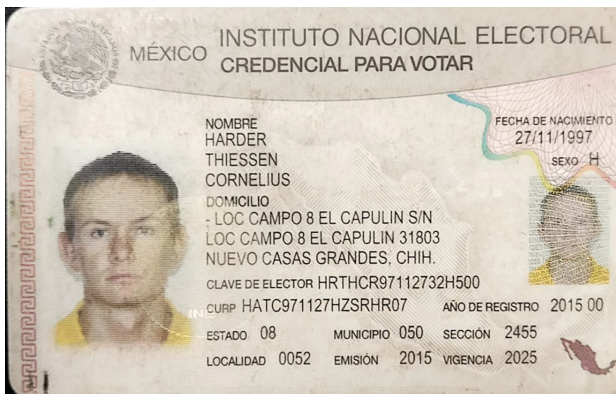 MÉXICO INSTITUTO NACIONAL ELECTORAL
CREDENCIAL PARA VOTAR
NOMBRE
HARDER
THIESSEN
CORNELIUS
FECHA DE NACIMIENTO
27/11/1997
SEXO H
DOMICILIO
- LOC CAMPO 8 EL CAPULIN S/N
LOC CAMPO 8 EL CAPULIN 31803
NUEVO CASAS GRANDES, CHIH.
CLAVE DE ELECTOR HRTHCR97112732H500
CURP HATC971127HZSRHR07 AÑO DE REGISTRO 2015 00
ESTADO 08 MUNICIPIO 050 SECCIÓN 2455
LOCALIDAD 0052 EMISIÓN 2015 VIGENCIA 2025